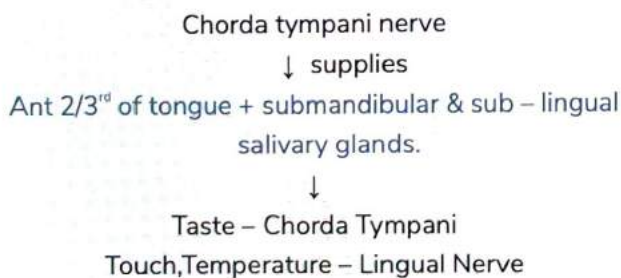 Chorda tympani nerve
↓ supplies
Ant 2/3rd of tongue + submandibular & sub – lingual
salivary glands.
↓
Taste – Chorda Tympani
Touch,Temperature – Lingual Nerve